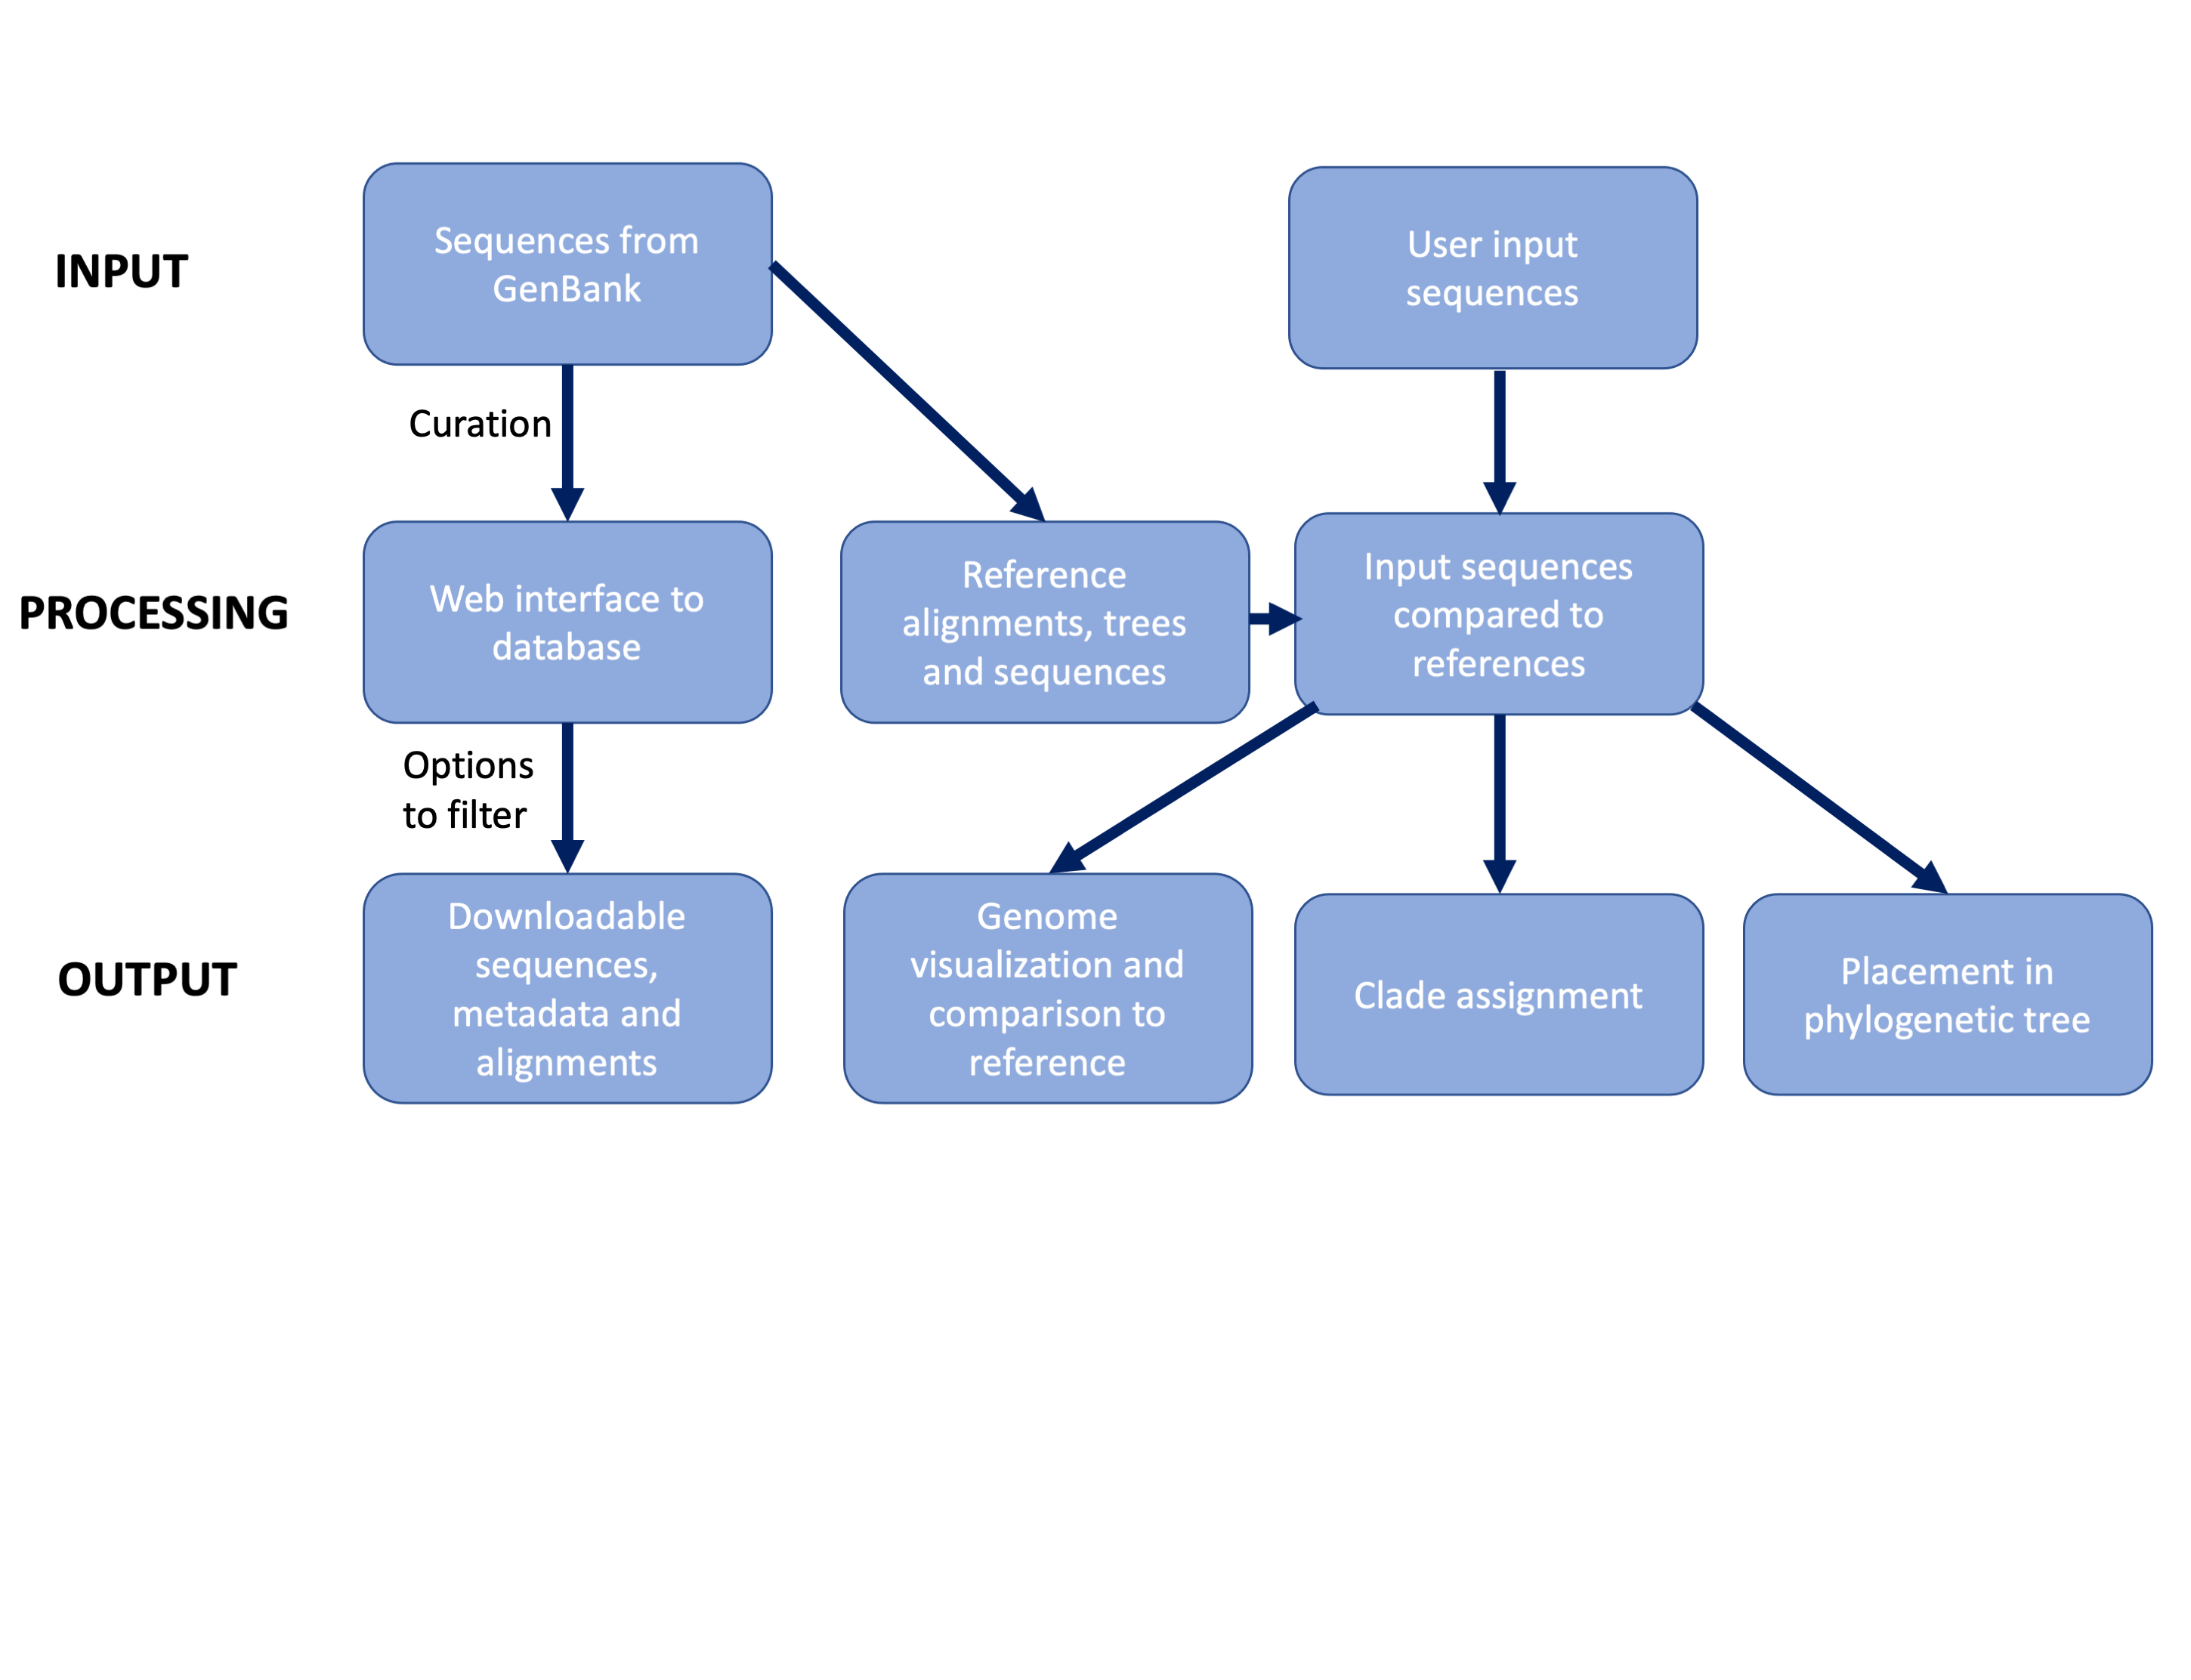 INPUT
Sequences from
GenBank
User input
sequences
Curation
PROCESSING
Web interface to
database
Reference
alignments, trees
and sequences
Input sequences
compared to
references
Options
to filter
OUTPUT
Downloadable
sequences,
metadata and
alignments
Genome
visualization and
comparison to
reference
Clade assignment
Placement in
phylogenetic tree